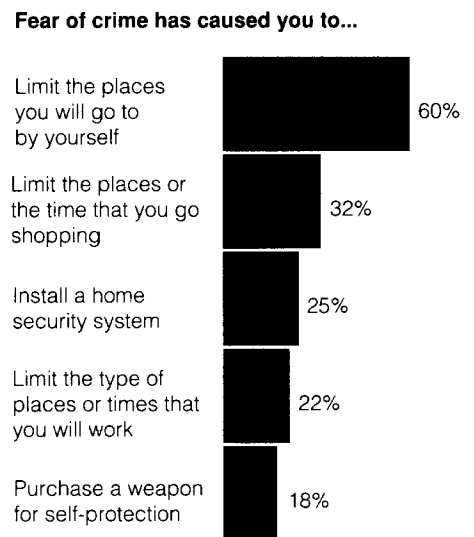 Fear of crime has caused you to...
Limit the places
you will go to
by yourself
60%
Limit the places or
the time that you go
shopping
32%
Install a home
security system
25%
Limit the type of
places or times that
you will work
22%
Purchase a weapon
for self-protection
18%